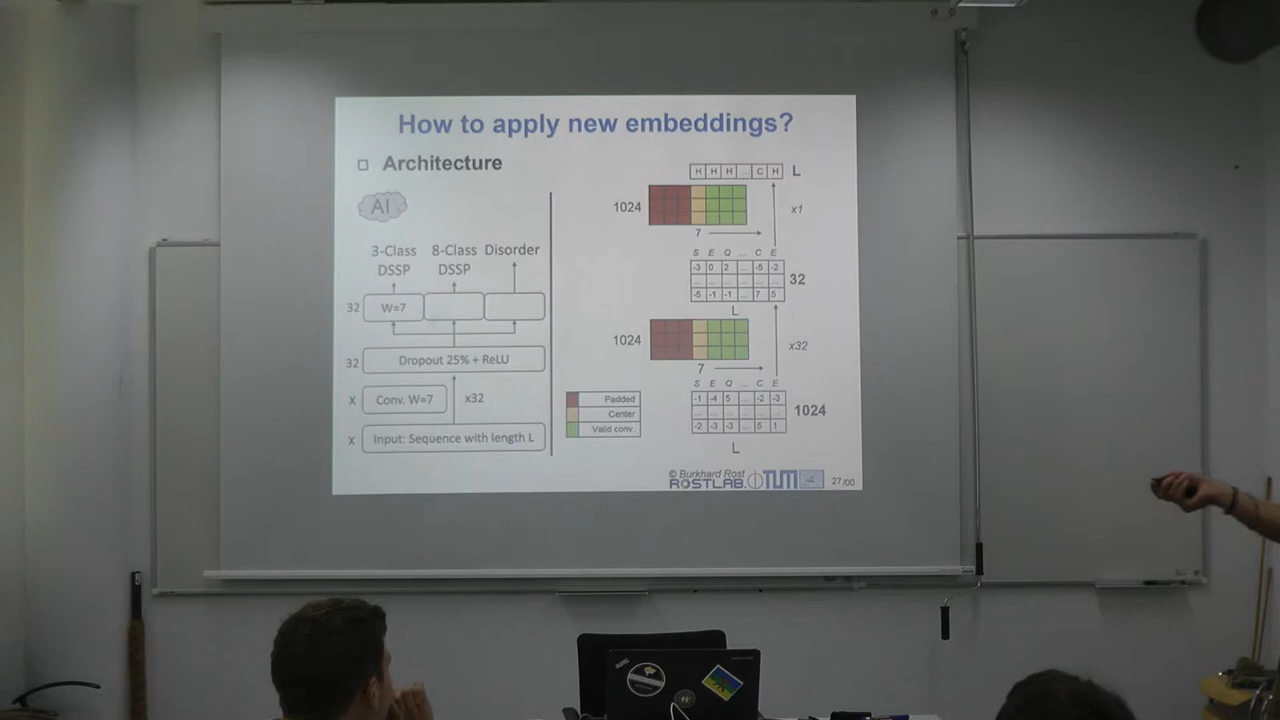 How to apply new embeddings?
Architecture
AI
3-Class DSSP
8-Class DSSP
Disorder
32 W=7
32 Dropout 25% + ReLU
X Conv. W=7 x32
X Input: Sequence with length L
H H H ... C H L
1024
x1
7
S E Q ... C E
-3 0 2 ... -5 -2
... ... ... ... ... ...
-5 -1 -1 ... 7 5
32
L
1024
x32
7
S E Q ... C E
-1 -4 5 ... -2 -3
... ... ... ... ... ...
-2 -3 -3 ... 5 1
1024
L
Padded
Center
Valid conv.
© Burkhard Rost
ROSTLAB. TUM
27/00